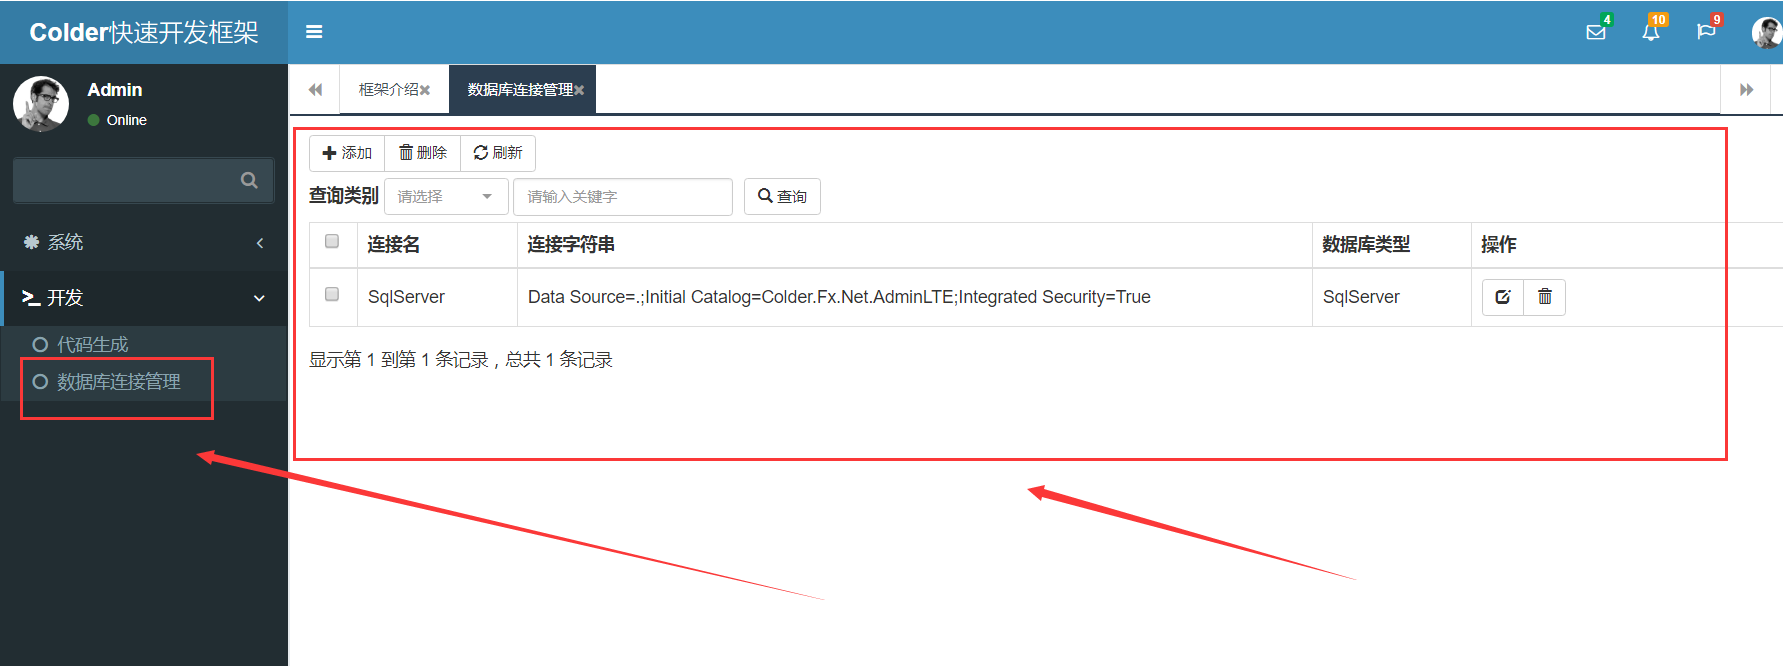 Colder快速开发框架
4
10
9
Admin
Online
系统
开发
代码生成
数据库连接管理
框架介绍
数据库连接管理
添加 删除 刷新
查询类别 请选择 请输入关键字 查询
连接名 连接字符串 数据库类型 操作
SqlServer Data Source=.;Initial Catalog=Colder.Fx.Net.AdminLTE;Integrated Security=True SqlServer
显示第 1 到第 1 条记录，总共 1 条记录